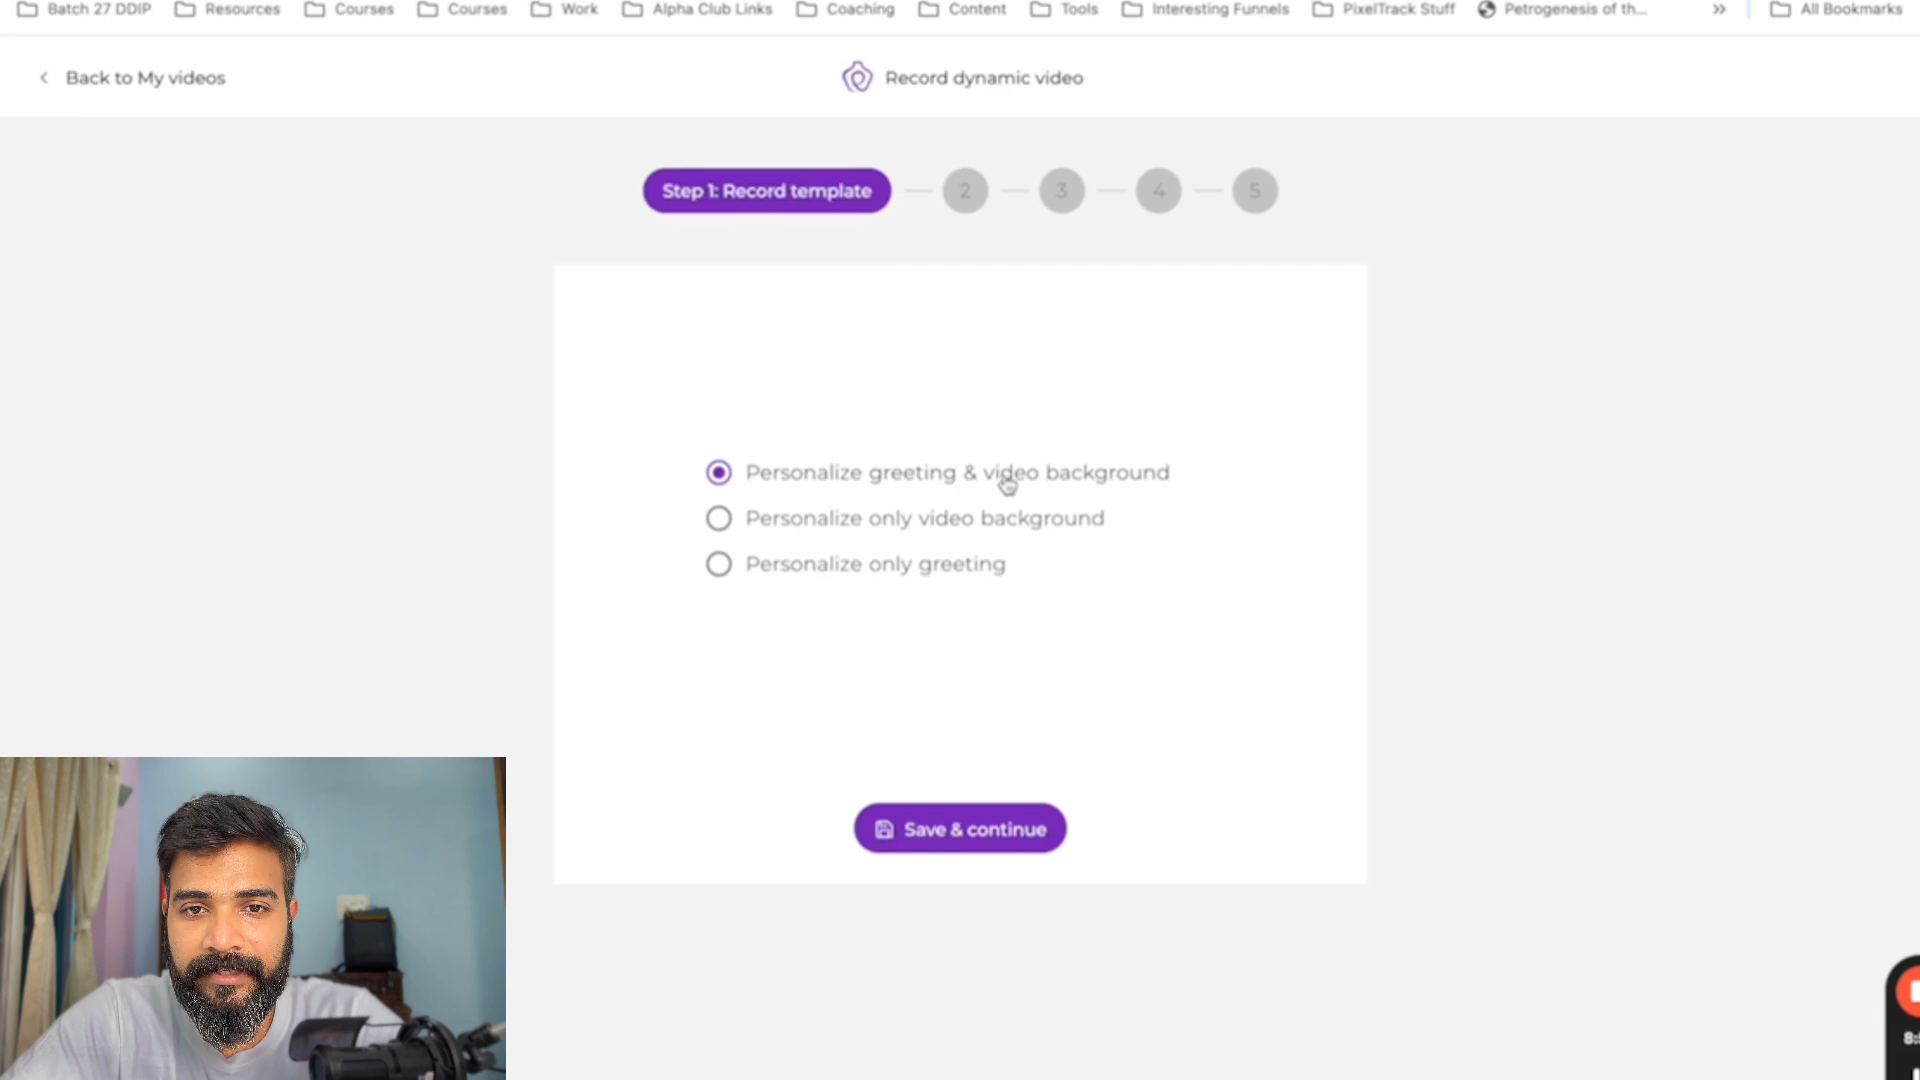 Batch 27 DDIP Resources Courses Courses Work Alpha Club Links Coaching Content Tools Interesting Funnels PixelTrack Stuff Petrogenesis of th... » All Bookmarks
Back to My videos
Record dynamic video
Step 1: Record template 2 3 4 5
Personalize greeting & video background
Personalize only video background
Personalize only greeting
Save & continue